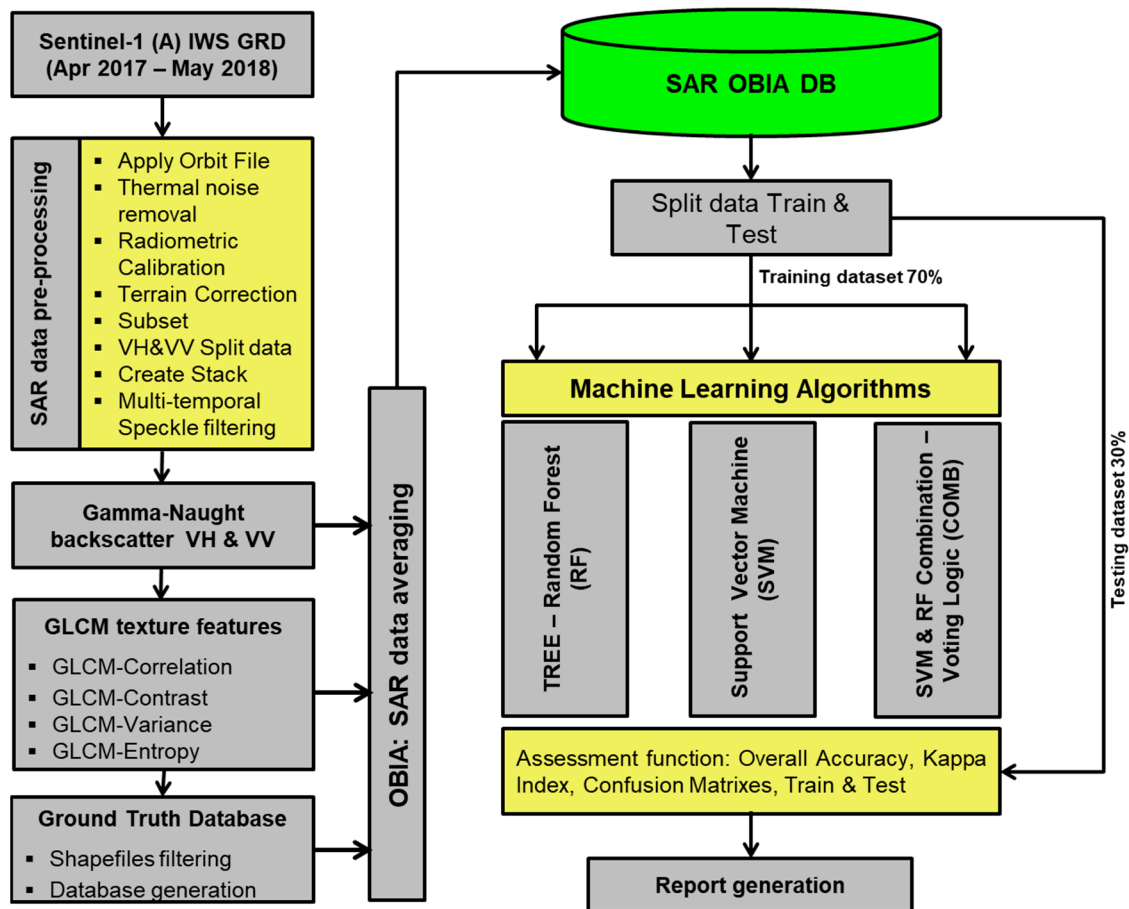 Sentinel-1 (A) IWS GRD
(Apr 2017 – May 2018)
SAR data pre-processing
▪ Apply Orbit File
▪ Thermal noise
removal
▪ Radiometric
Calibration
▪ Terrain Correction
▪ Subset
▪ VH&VV Split data
▪ Create Stack
▪ Multi-temporal
Speckle filtering
Gamma-Naught
backscatter VH & VV
GLCM texture features
▪ GLCM-Correlation
▪ GLCM-Contrast
▪ GLCM-Variance
▪ GLCM-Entropy
Ground Truth Database
▪ Shapefiles filtering
▪ Database generation
OBIA: SAR data averaging
SAR OBIA DB
Split data Train &
Test
Training dataset 70%
Testing dataset 30%
Machine Learning Algorithms
TREE – Random Forest
(RF)
Support Vector Machine
(SVM)
SVM & RF Combination –
Voting Logic (COMB)
Assessment function: Overall Accuracy, Kappa
Index, Confusion Matrixes, Train & Test
Report generation